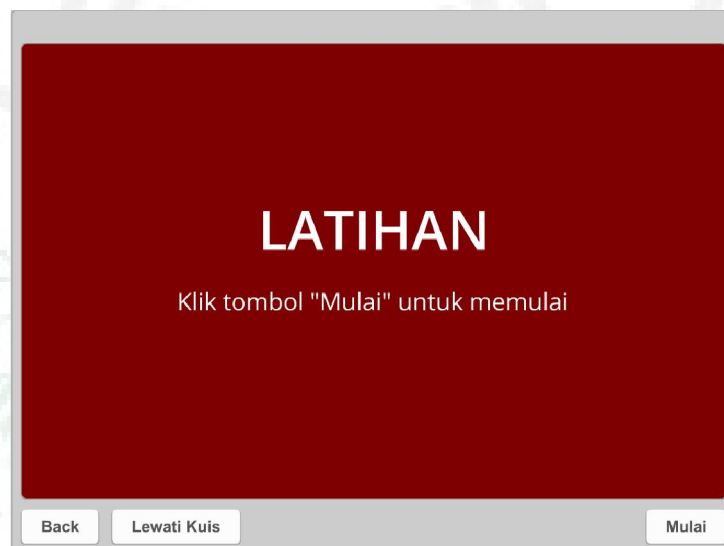 LATIHAN
Klik tombol "Mulai" untuk memulai
Back
Lewati Kuis
Mulai